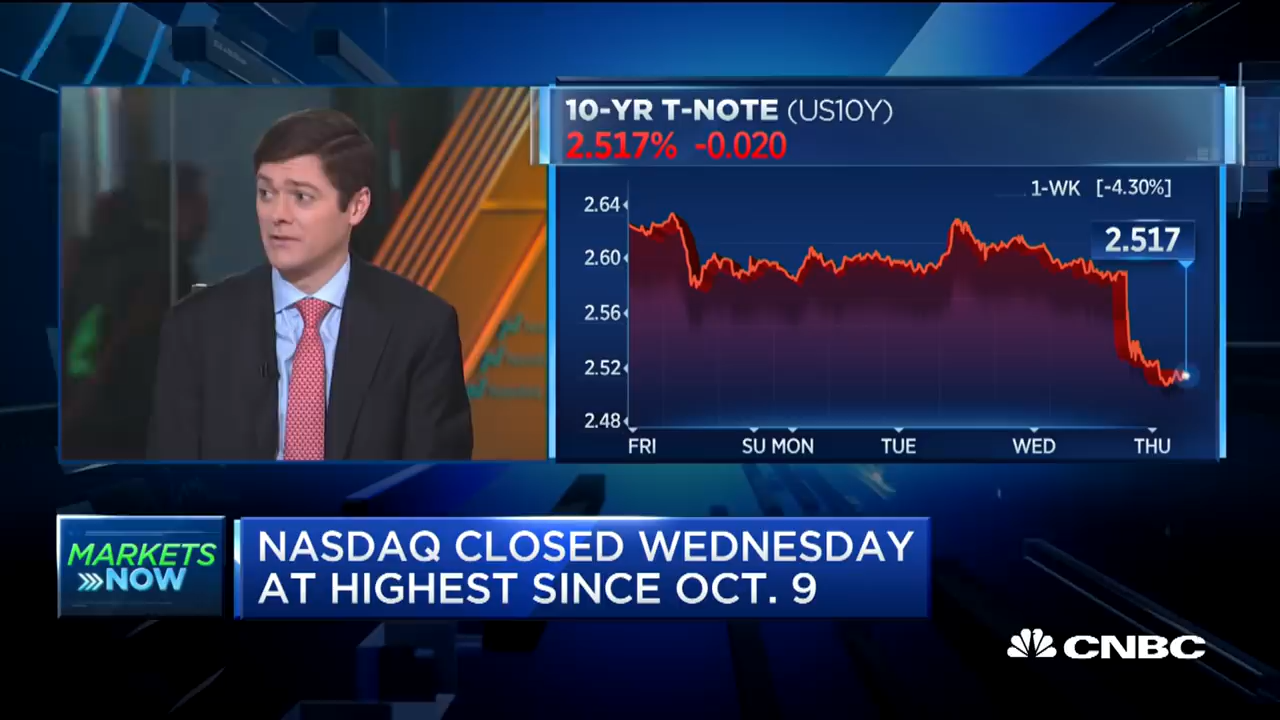 10-YR T-NOTE (US10Y)
2.517% -0.020
1-WK [-4.30%]
2.517
2.64
2.60
2.56
2.52
2.48
FRI SU MON TUE WED THU
MARKETS
NOW
NASDAQ CLOSED WEDNESDAY
AT HIGHEST SINCE OCT. 9
CNBC